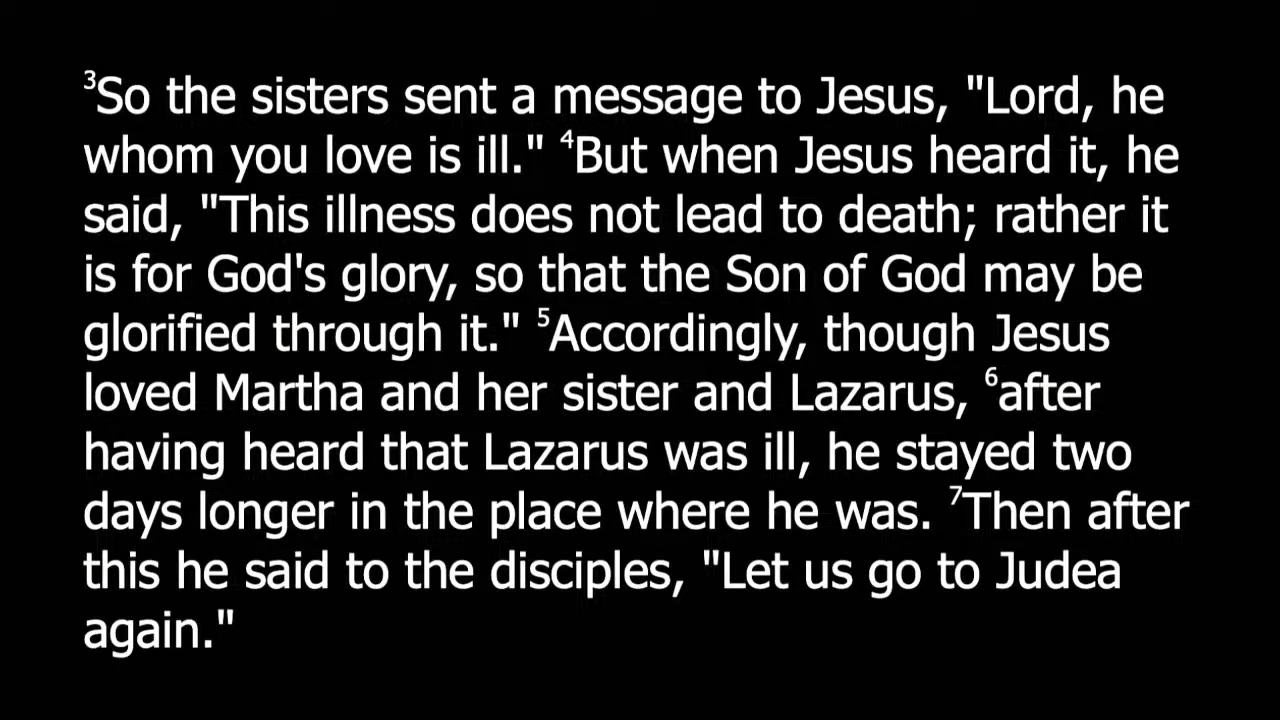 ³So the sisters sent a message to Jesus, "Lord, he
whom you love is ill." ⁴But when Jesus heard it, he
said, "This illness does not lead to death; rather it
is for God's glory, so that the Son of God may be
glorified through it." ⁵Accordingly, though Jesus
loved Martha and her sister and Lazarus, ⁶after
having heard that Lazarus was ill, he stayed two
days longer in the place where he was. ⁷Then after
this he said to the disciples, "Let us go to Judea
again."